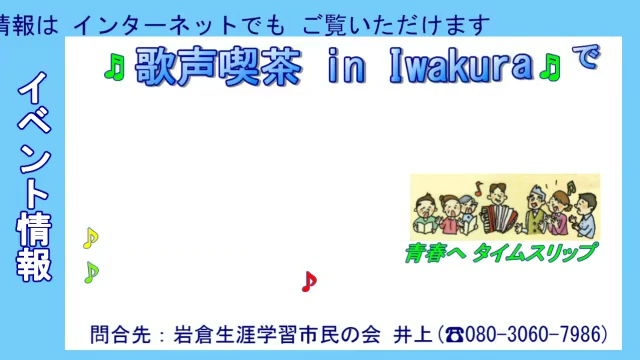 情報は インターネットでも ご覧いただけます
イベント情報
♫歌声喫茶 in Iwakura♫で
青春へ タイムスリップ
問合先：岩倉生涯学習市民の会 井上(☎080-3060-7986)